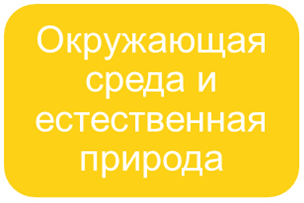 Окружающая
среда и
естественная
природа